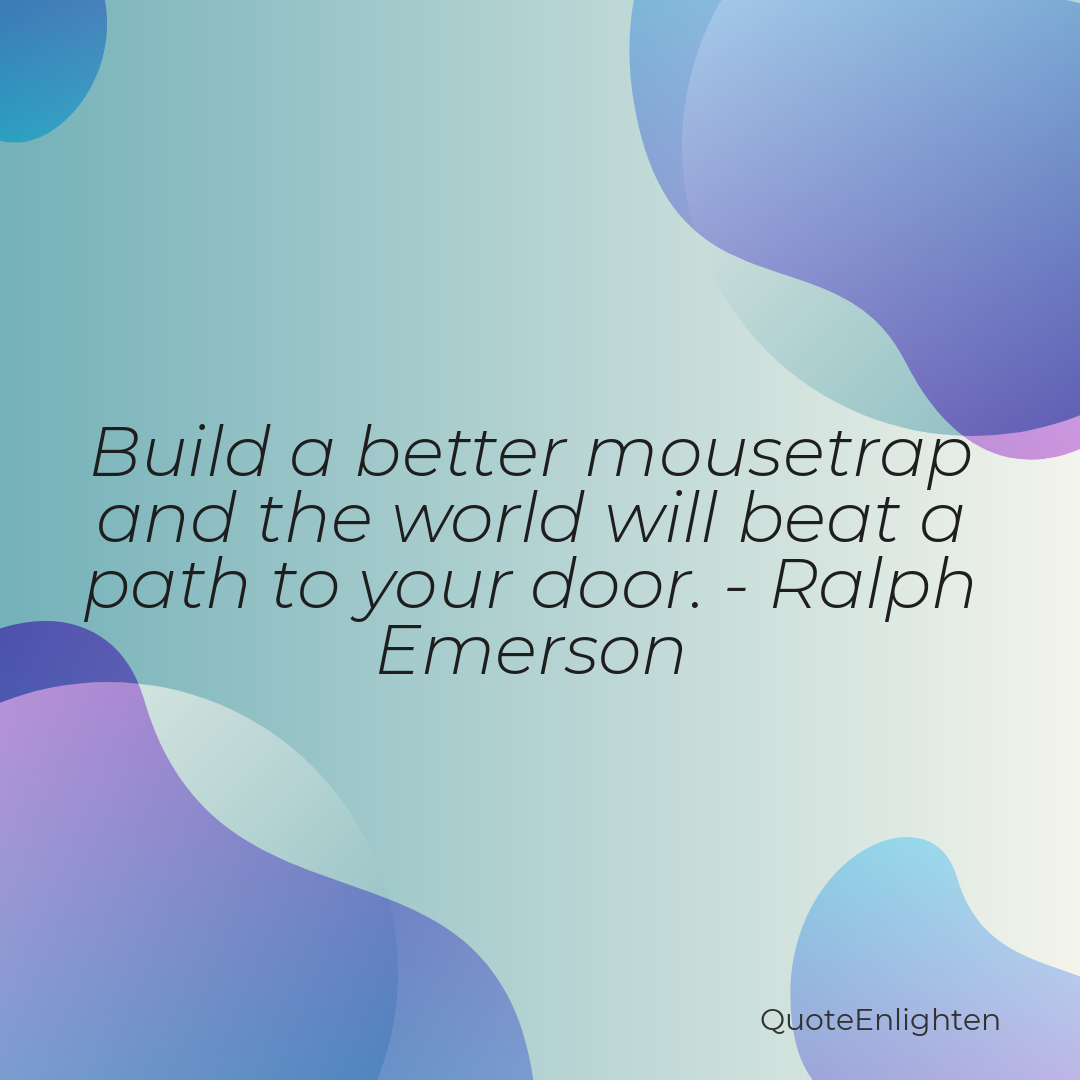 Build a better mousetrap
and the world will beat a
path to your door. - Ralph
Emerson
QuoteEnlighten